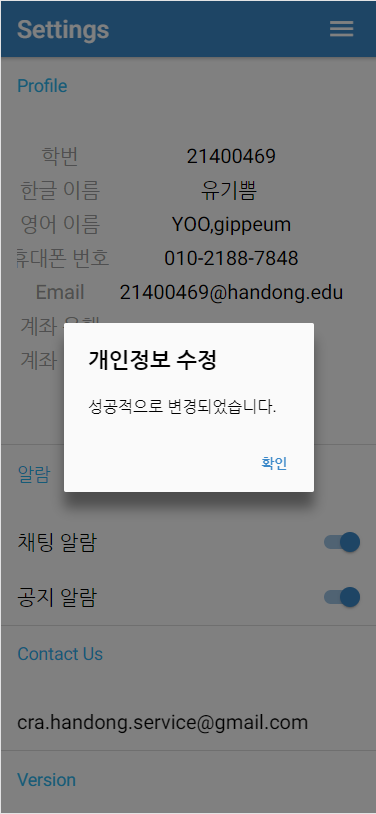 Settings
Profile
학번 21400469
한글 이름 유기쁨
영어 이름 YOO,gippeum
휴대폰 번호 010-2188-7848
Email 21400469@handong.edu
계좌
계좌
개인정보 수정
성공적으로 변경되었습니다.
확인
알람
채팅 알람
공지 알람
Contact Us
cra.handong.service@gmail.com
Version